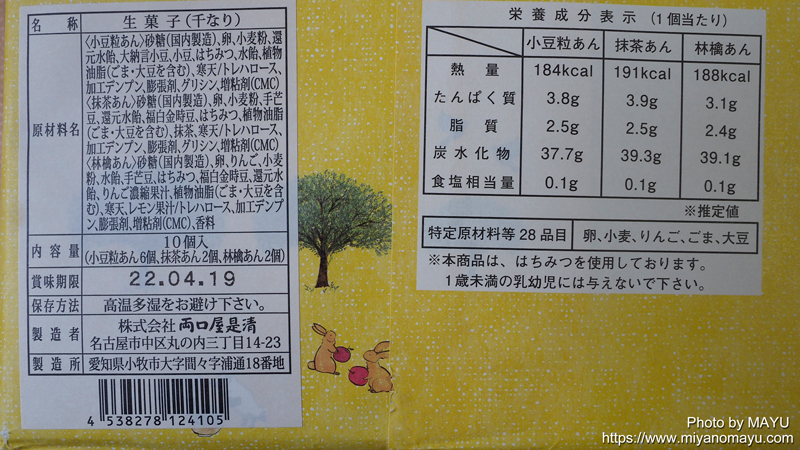 名称
生菓子(千なり)
原材料名
〈小豆粒あん〉砂糖(国内製造)、卵、小麦粉、還
元水飴、大納言小豆、小豆、はちみつ、水飴、植物
油脂(ごま・大豆を含む)、寒天/トレハロース、
加工デンプン、膨張剤、グリシン、増粘剤(CMC)
〈抹茶あん〉砂糖(国内製造)、卵、小麦粉、手芒
豆、還元水飴、福白金時豆、はちみつ、植物油脂
(ごま・大豆を含む)、抹茶、寒天/トレハロース、
加工デンプン、膨張剤、グリシン、増粘剤(CMC)
〈林檎あん〉砂糖(国内製造)、卵、りんご、小麦
粉、水飴、手芒豆、はちみつ、福白金時豆、還元水
飴、りんご濃縮果汁、植物油脂(ごま・大豆を含
む)、寒天、レモン果汁/トレハロース、加工デンプ
ン、膨張剤、増粘剤(CMC)、香料
内容量
10個入
(小豆粒あん6個、抹茶あん2個、林檎あん2個)
賞味期限
22.04.19
保存方法
高温多湿をお避け下さい。
製造者
株式会社 両口屋是清
名古屋市中区丸の内三丁目14-23
製造所
愛知県小牧市大字間々字浦通18番地
4 538278 124105
栄養成分表示(1個当たり)
小豆粒あん 抹茶あん 林檎あん
熱量 184kcal 191kcal 188kcal
たんぱく質 3.8g 3.9g 3.1g
脂質 2.5g 2.5g 2.4g
炭水化物 37.7g 39.3g 39.1g
食塩相当量 0.1g 0.1g 0.1g
※推定値
特定原材料等28品目 卵、小麦、りんご、ごま、大豆
※本商品は、はちみつを使用しております。
1歳未満の乳幼児には与えないで下さい。
Photo by MAYU
https://www.miyanomayu.com/